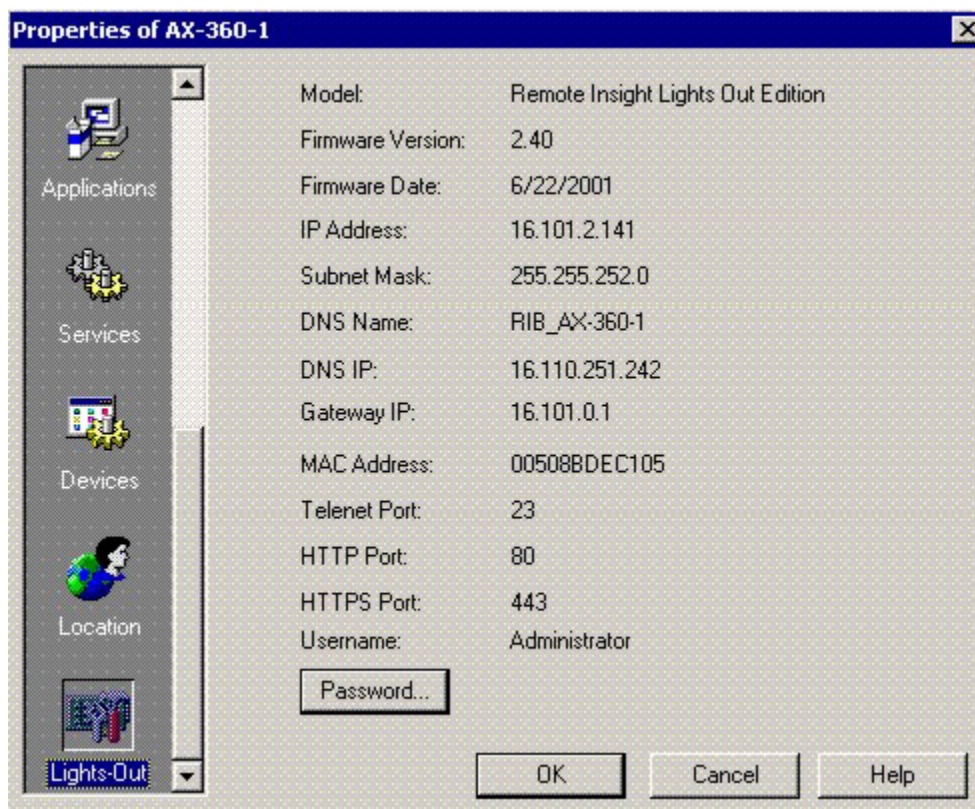 Properties of AX-360-1
Applications
Services
Devices
Location
Lights-Out
Model: Remote Insight Lights Out Edition
Firmware Version: 2.40
Firmware Date: 6/22/2001
IP Address: 16.101.2.141
Subnet Mask: 255.255.252.0
DNS Name: RIB_AX-360-1
DNS IP: 16.110.251.242
Gateway IP: 16.101.0.1
MAC Address: 00508BDEC105
Telnet Port: 23
HTTP Port: 80
HTTPS Port: 443
Username: Administrator
Password...
OK Cancel Help